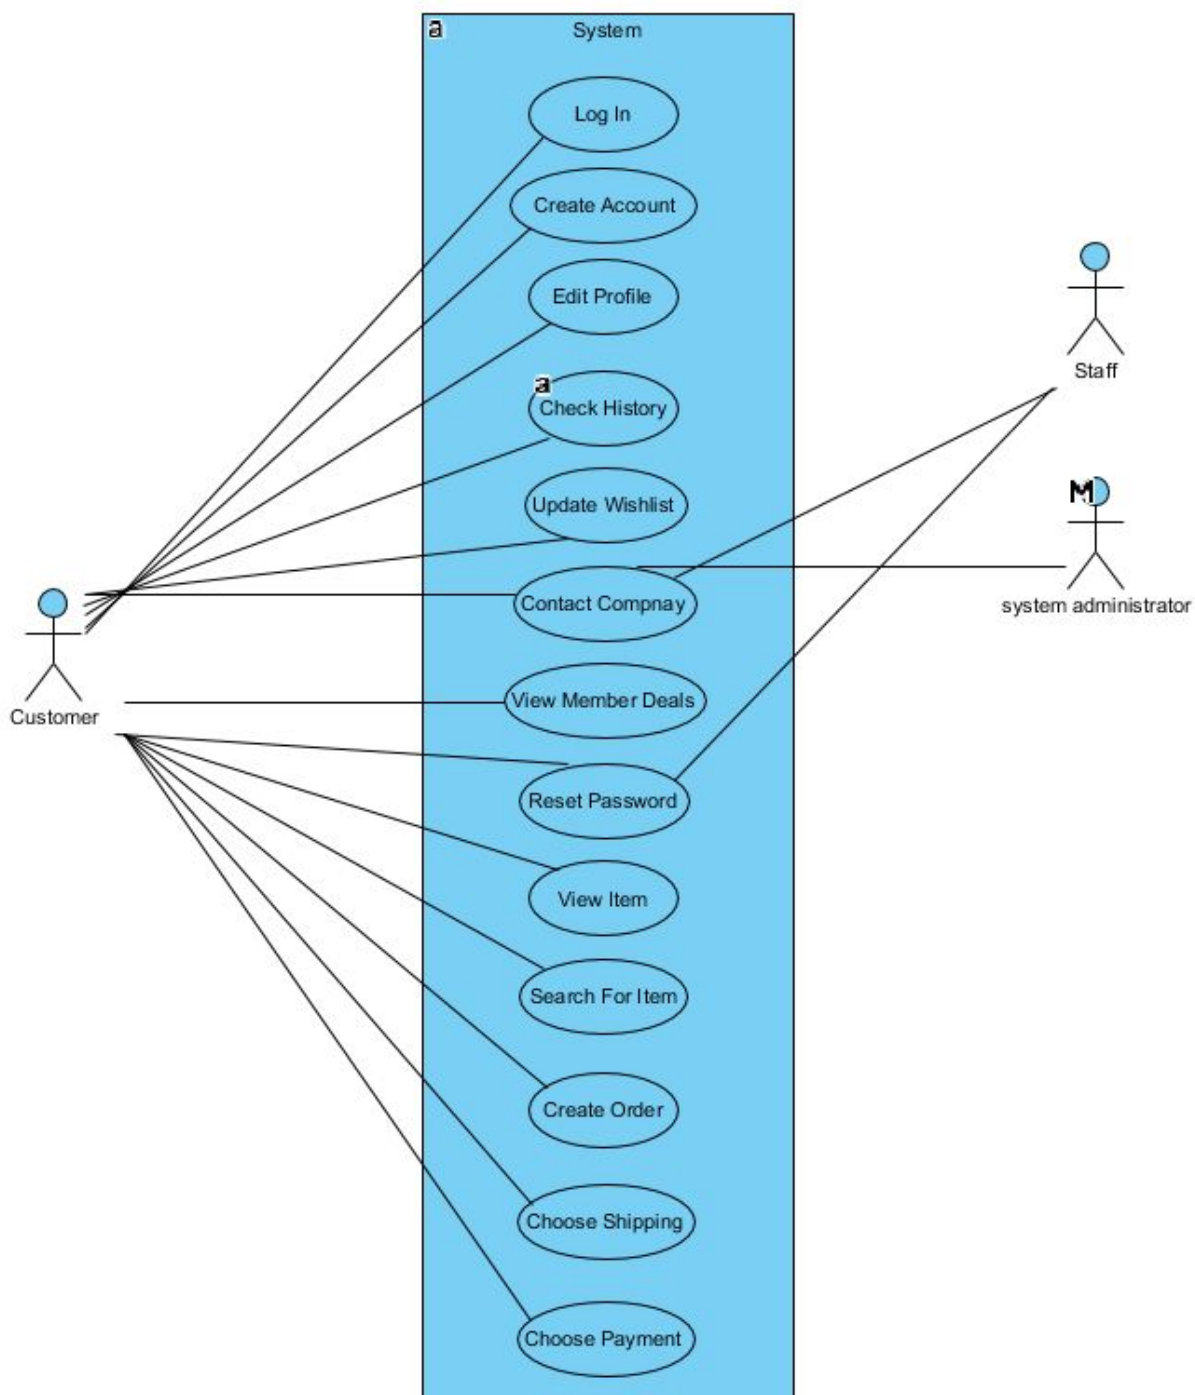 a
System
Log In
Create Account
Edit Profile
Staff
a
Check History
M
Update Wishlist
Contact Compnay
system administrator
View Member Deals
Customer
Reset Password
View Item
Search For Item
Create Order
Choose Shipping
Choose Payment